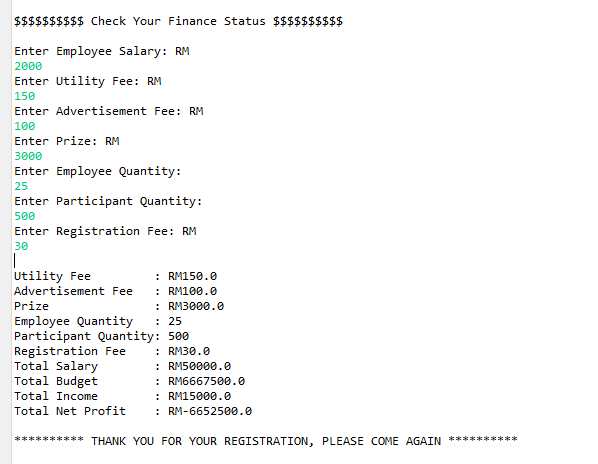 $$$$$$$$$$ Check Your Finance Status $$$$$$$$$$
Enter Employee Salary: RM
2000
Enter Utility Fee: RM
150
Enter Advertisement Fee: RM
100
Enter Prize: RM
3000
Enter Employee Quantity:
25
Enter Participant Quantity:
500
Enter Registration Fee: RM
30
Utility Fee : RM150.0
Advertisement Fee : RM100.0
Prize : RM3000.0
Employee Quantity : 25
Participant Quantity: 500
Registration Fee : RM30.0
Total Salary : RM50000.0
Total Budget : RM6667500.0
Total Income : RM15000.0
Total Net Profit : RM-6652500.0
********** THANK YOU FOR YOUR REGISTRATION, PLEASE COME AGAIN **********